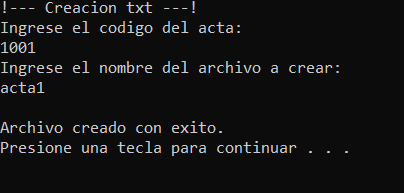 !--- Creacion txt ---!
Ingrese el codigo del acta:
1001
Ingrese el nombre del archivo a crear:
acta1
Archivo creado con exito.
Presione una tecla para continuar . . .